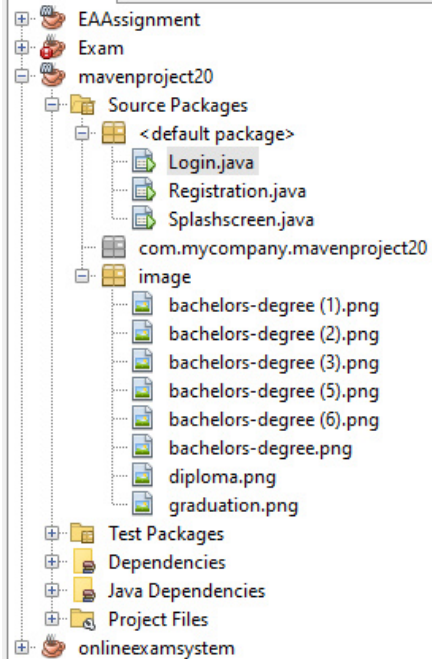 EAAssignment
Exam
mavenproject20
Source Packages
<default package>
Login.java
Registration.java
Splashscreen.java
com.mycompany.mavenproject20
image
bachelors-degree (1).png
bachelors-degree (2).png
bachelors-degree (3).png
bachelors-degree (5).png
bachelors-degree (6).png
bachelors-degree.png
diploma.png
graduation.png
Test Packages
Dependencies
Java Dependencies
Project Files
onlineexamsystem